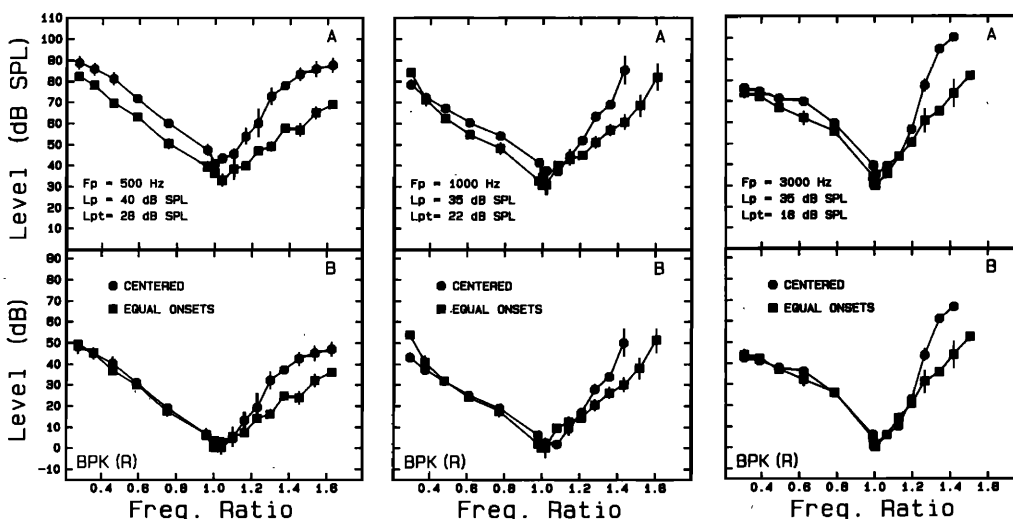 A
110
100
90
80
70
60
50
40
30
20
10
Level (dB SPL)
Fp = 500 Hz
Lp = 40 dB SPL
Lpt= 28 dB SPL
A
Fp = 1000 Hz
Lp = 35 dB SPL
Lpt= 22 dB SPL
A
Fp = 3000 Hz
Lp = 35 dB SPL
Lpt= 18 dB SPL
B
80
70
60
50
40
30
20
10
0
-10
Level (dB)
CENTERED
EQUAL ONSETS
BPK (R)
0.4 0.6 0.8 1.0 1.2 1.4 1.6
Freq. Ratio
B
CENTERED
EQUAL ONSETS
BPK (R)
0.4 0.6 0.8 1.0 1.2 1.4 1.6
Freq. Ratio
B
CENTERED
EQUAL ONSETS
BPK (R)
0.4 0.6 0.8 1.0 1.2 1.4 1.6
Freq. Ratio